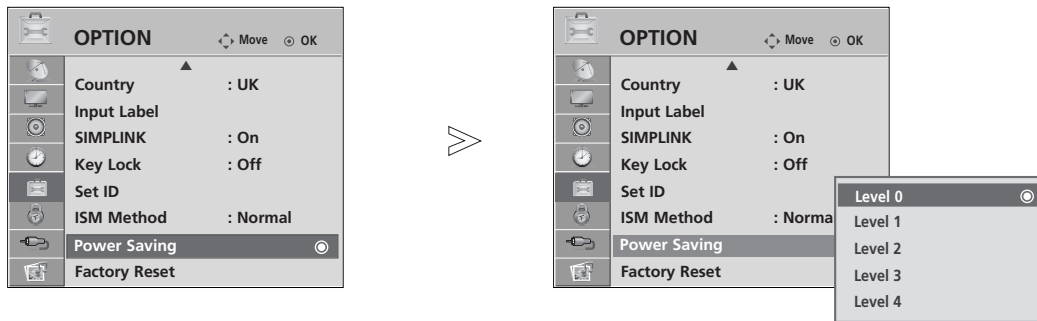 OPTION
Move
OK
Country : UK
Input Label
SIMPLINK : On
Key Lock : Off
Set ID
ISM Method : Normal
Power Saving
Factory Reset
OPTION
Move
OK
Country : UK
Input Label
SIMPLINK : On
Key Lock : Off
Set ID
ISM Method : Norma
Power Saving
Factory Reset
Level 0
Level 1
Level 2
Level 3
Level 4